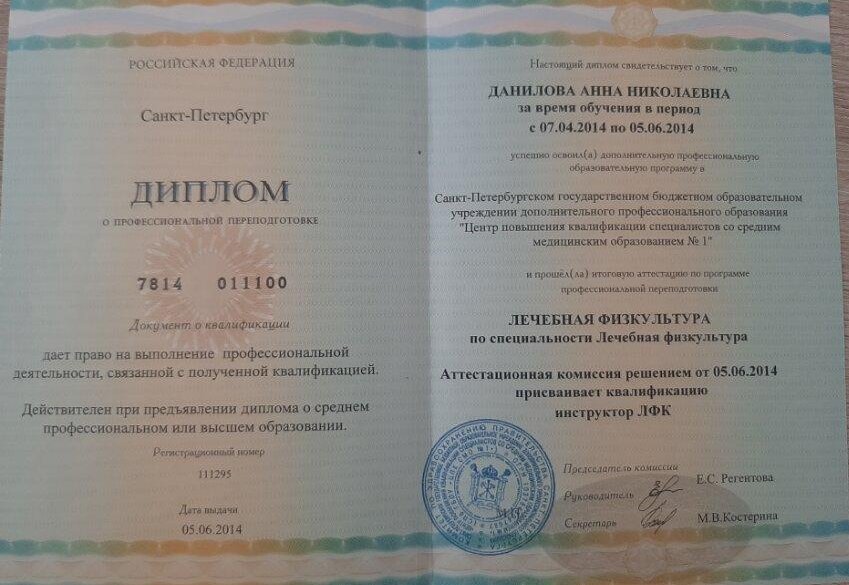 РОССИЙСКАЯ ФЕДЕРАЦИЯ
Санкт-Петербург
ДИПЛОМ
О ПРОФЕССИОНАЛЬНОЙ ПЕРЕПОДГОТОВКЕ
7814 011100
Документ о квалификации
дает право на выполнение профессиональной
деятельности, связанной с полученной квалификацией.
Действителен при предъявлении диплома о среднем
профессиональном или высшем образовании.
Регистрационный номер
111295
Дата выдачи
05.06.2014
Настоящий диплом свидетельствует о том, что
ДАНИЛОВА АННА НИКОЛАЕВНА
за время обучения в период
с 07.04.2014 по 05.06.2014
успешно освоил(а) дополнительную профессиональную
образовательную программу в
Санкт-Петербургском государственном бюджетном образовательном
учреждении дополнительного профессионального образования
"Центр повышения квалификации специалистов со средним
медицинским образованием № 1"
и прошёл(ла) итоговую аттестацию по программе
профессиональной переподготовки
ЛЕЧЕБНАЯ ФИЗКУЛЬТУРА
по специальности Лечебная физкультура
Аттестационная комиссия решением от 05.06.2014
присваивает квалификацию
инструктор ЛФК
Председатель комиссии
Е.С. Регентова
Руководитель
М.П.
Секретарь
М.В.Костерина